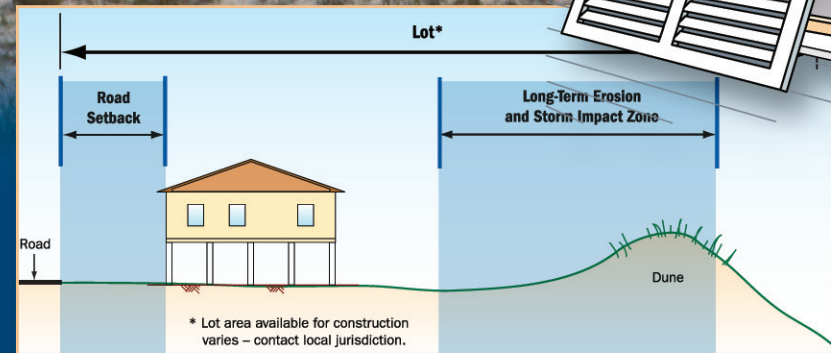 Lot*
Road
Setback
Long-Term Erosion
and Storm Impact Zone
Road
Dune
* Lot area available for construction
varies – contact local jurisdiction.